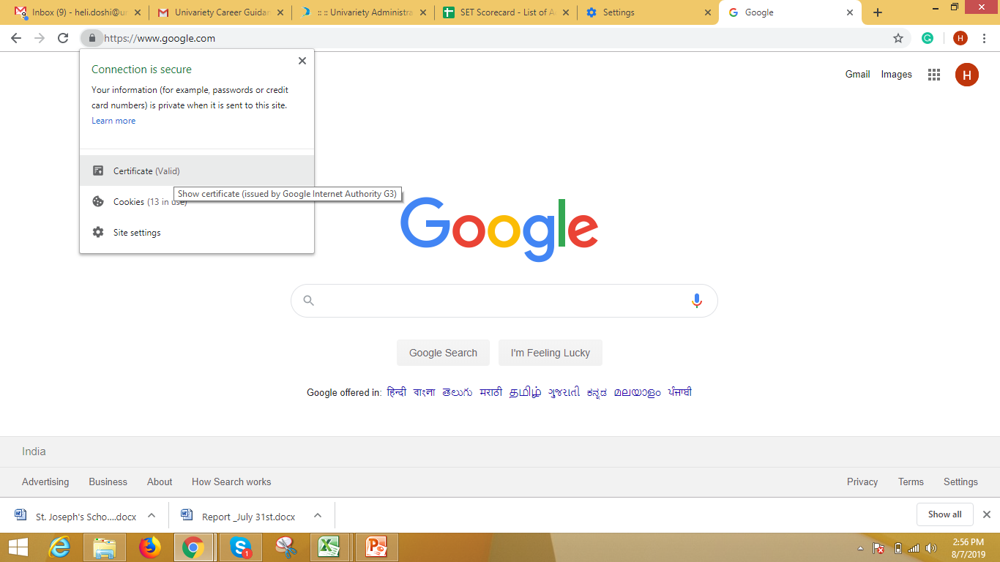 Inbox (9) - heli.doshi@un
Univariety Career Guidan
:: :: Univariety Administra
SET Scorecard - List of A
Settings
Google
https://www.google.com
H
Connection is secure
Your information (for example, passwords or credit
card numbers) is private when it is sent to this site.
Learn more
Certificate (Valid)
Show certificate (issued by Google Internet Authority G3)
Cookies (13 in use)
Site settings
Gmail Images
H
Google
Google Search
I'm Feeling Lucky
Google offered in: हिन्दी বাংলা తెలుగు मराठी தமிழ் ગુજરાતી ಕನ್ನಡ മലയാളം ਪੰਜਾਬੀ
India
Advertising Business About How Search works
Privacy Terms Settings
St. Joseph's Scho....docx
Report _July 31st.docx
Show all
1
2:56 PM
8/7/2019